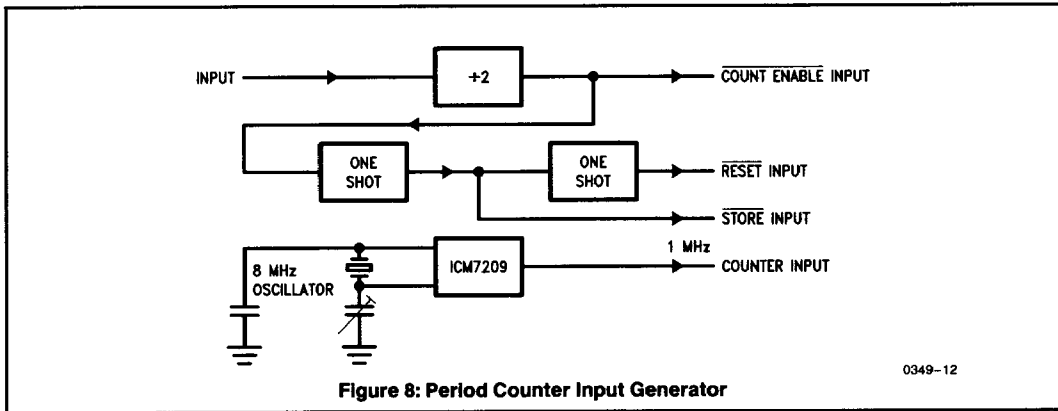 INPUT
÷2
COUNT ENABLE INPUT
ONE
SHOT
ONE
SHOT
RESET INPUT
STORE INPUT
8 MHz
OSCILLATOR
ICM7209
1 MHz
COUNTER INPUT
0349-12
Figure 8: Period Counter Input Generator